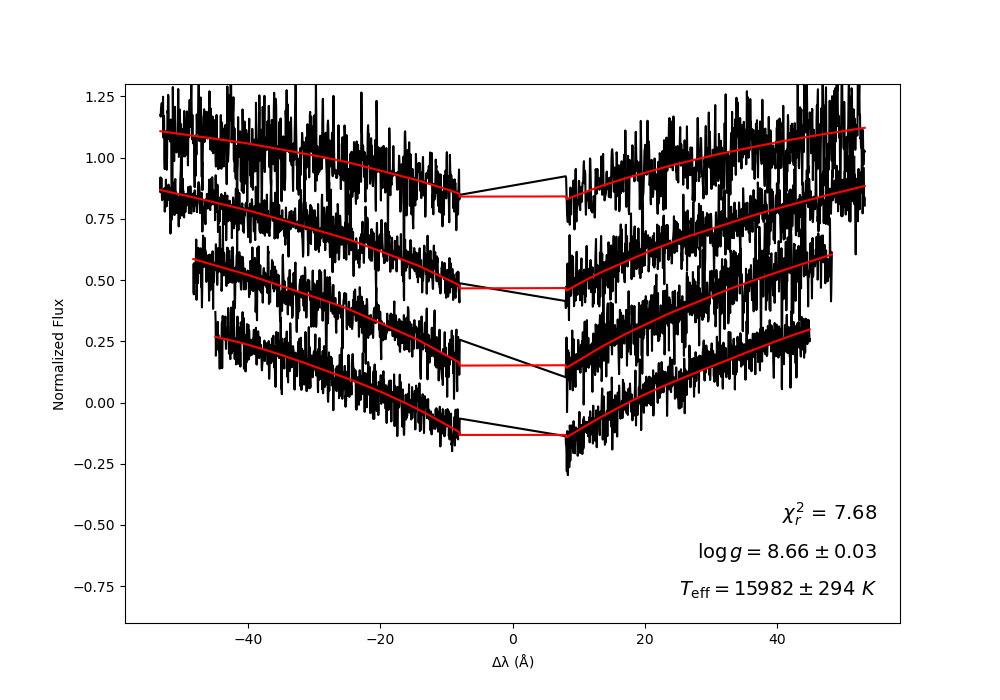 Normalized Flux
1.25
1.00
0.75
0.50
0.25
0.00
−0.25
−0.50
−0.75
−40
−20
0
20
40
Δλ (Å)
χ²ᵣ = 7.68
log g = 8.66 ± 0.03
T_eff = 15982 ± 294 K